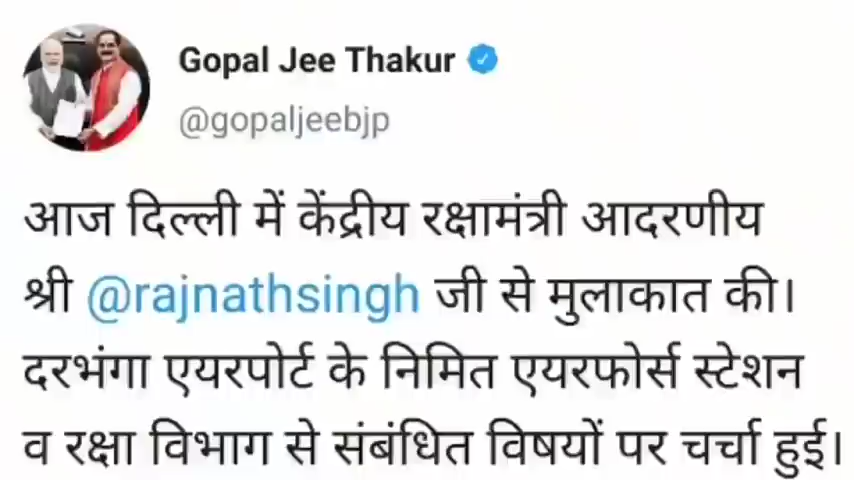 Gopal Jee Thakur
@gopaljeebjp
आज दिल्ली में केंद्रीय रक्षामंत्री आदरणीय
श्री @rajnathsingh जी से मुलाकात की।
दरभंगा एयरपोर्ट के निमित एयरफोर्स स्टेशन
व रक्षा विभाग से संबंधित विषयों पर चर्चा हुई।